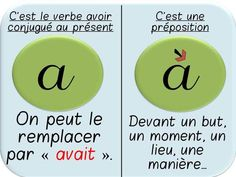 C'est le verbe avoir
conjugué au présent
a
On peut le
remplacer
par « avait ».
C'est une
préposition
à
Devant un but,
un moment, un
lieu, une
manière...